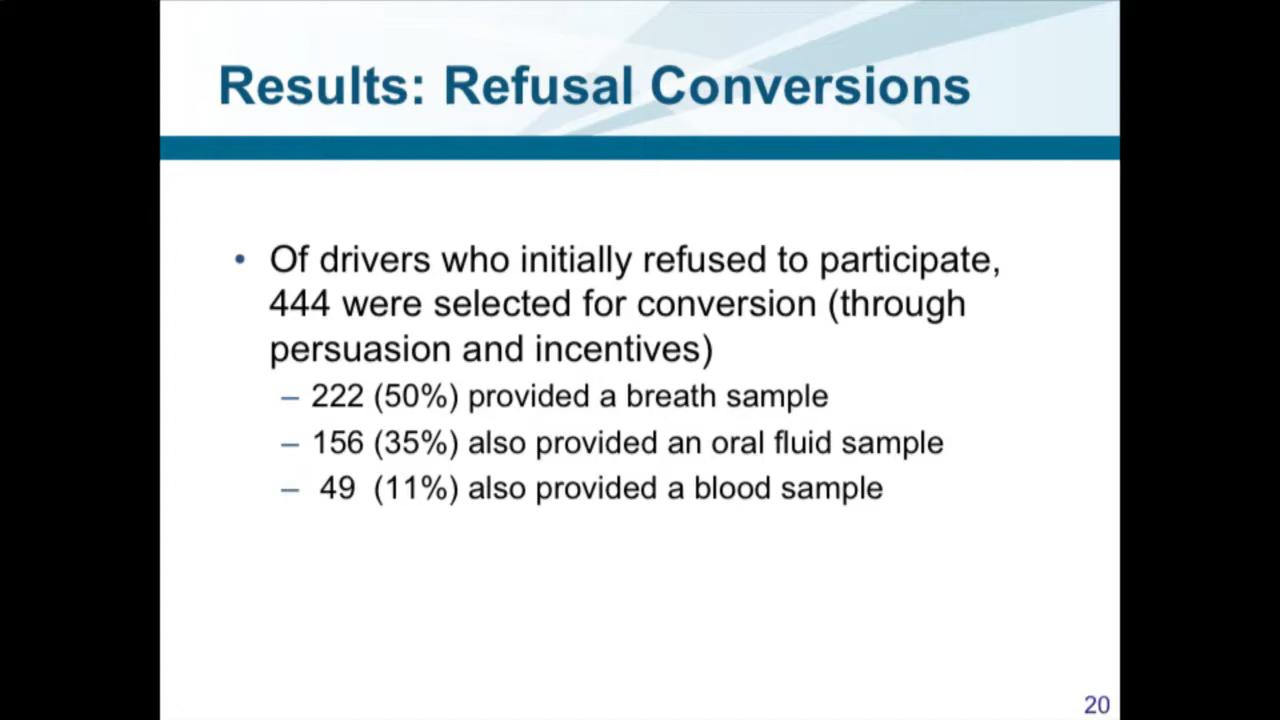 Results: Refusal Conversions
• Of drivers who initially refused to participate,
444 were selected for conversion (through
persuasion and incentives)
– 222 (50%) provided a breath sample
– 156 (35%) also provided an oral fluid sample
– 49 (11%) also provided a blood sample
20